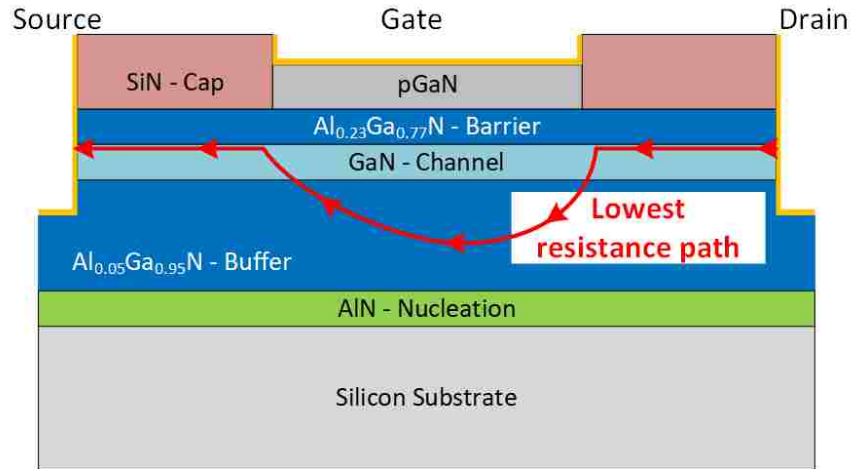 Source
Gate
Drain
SiN - Cap
pGaN
Al₀.₂₃Ga₀.₇₇N - Barrier
GaN - Channel
Lowest
resistance path
Al₀.₀₅Ga₀.₉₅N - Buffer
AlN - Nucleation
Silicon Substrate